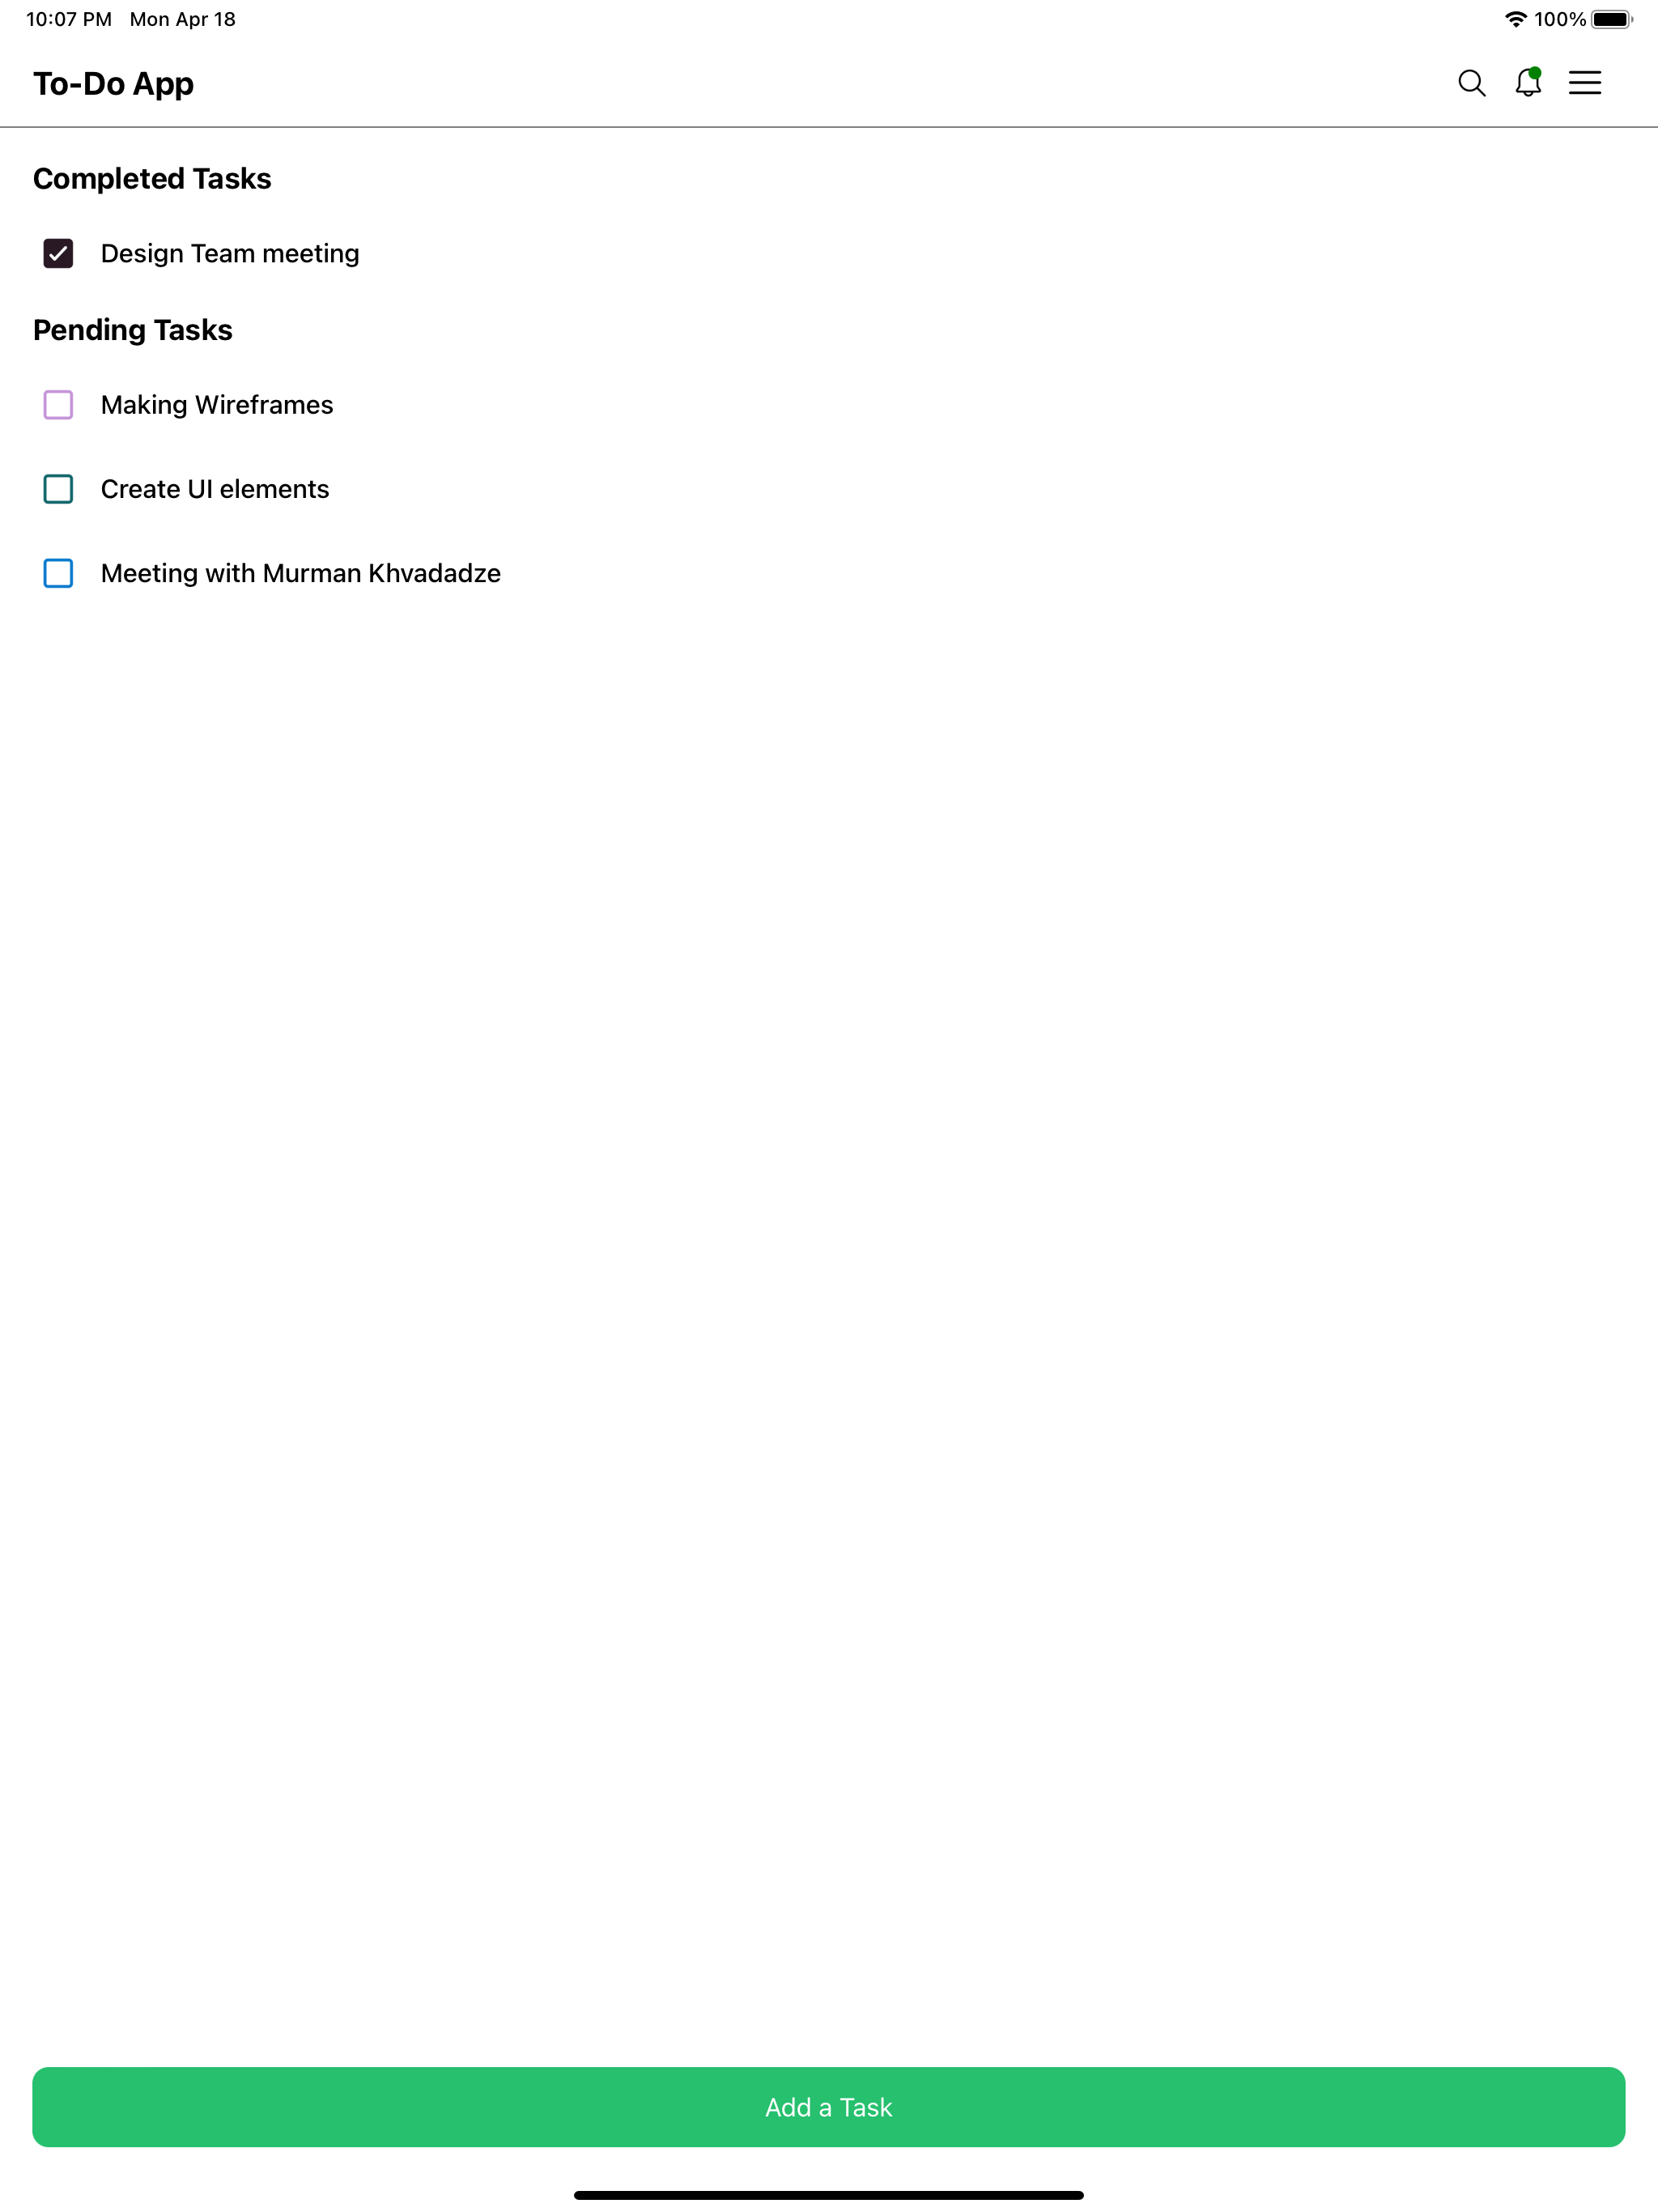 10:07 PM Mon Apr 18 100%
To-Do App
Completed Tasks
Design Team meeting
Pending Tasks
Making Wireframes
Create UI elements
Meeting with Murman Khvadadze
Add a Task